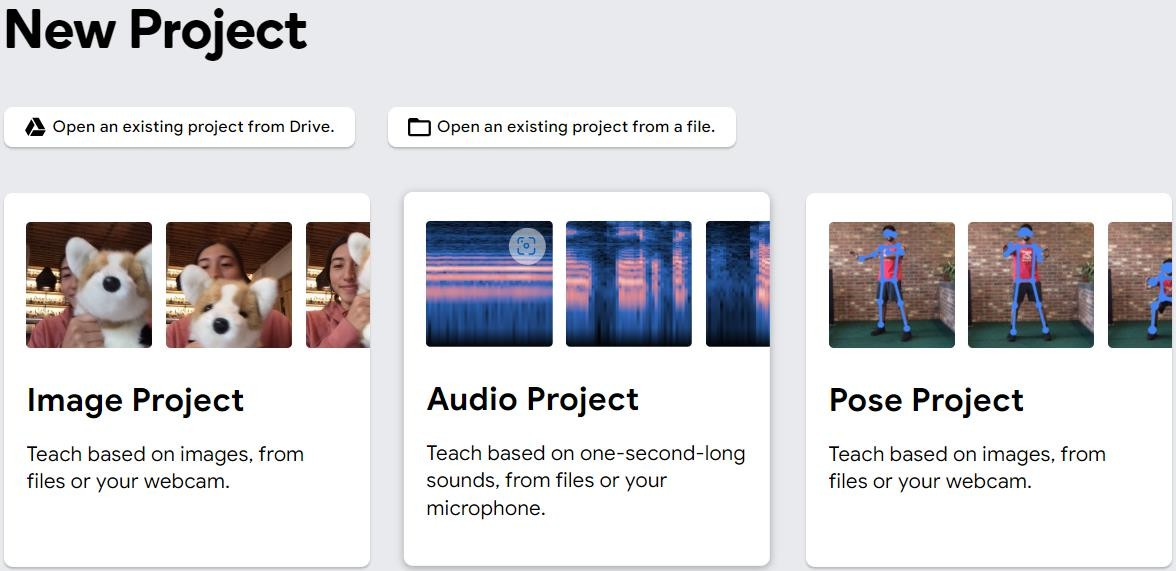 New Project
Open an existing project from Drive.
Open an existing project from a file.
Image Project
Teach based on images, from
files or your webcam.
Audio Project
Teach based on one-second-long
sounds, from files or your
microphone.
Pose Project
Teach based on images, from
files or your webcam.